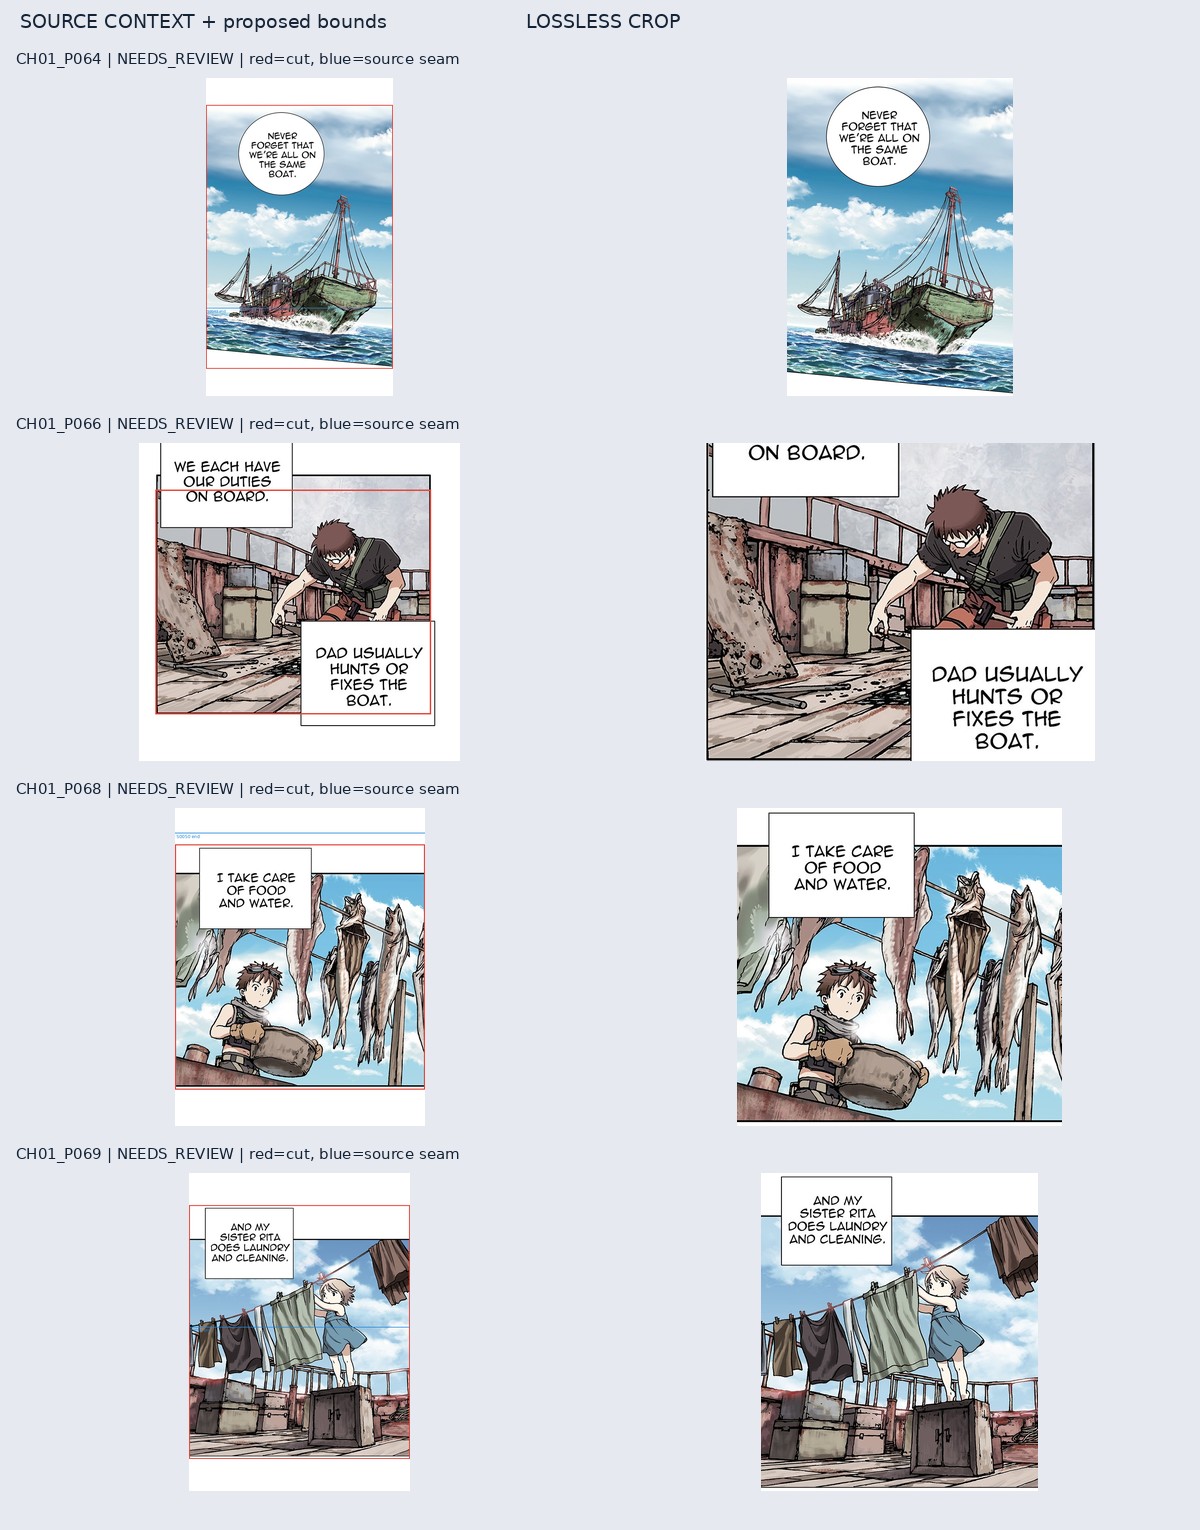 SOURCE CONTEXT + proposed bounds
LOSSLESS CROP
CH01_P064 | NEEDS_REVIEW | red=cut, blue=source seam
NEVER
FORGET THAT
WE'RE ALL ON
THE SAME
BOAT.
NEVER
FORGET THAT
WE'RE ALL ON
THE SAME
BOAT.
CH01_P066 | NEEDS_REVIEW | red=cut, blue=source seam
WE EACH HAVE
OUR DUTIES
ON BOARD.
DAD USUALLY
HUNTS OR
FIXES THE
BOAT.
ON BOARD.
DAD USUALLY
HUNTS OR
FIXES THE
BOAT.
CH01_P068 | NEEDS_REVIEW | red=cut, blue=source seam
I TAKE CARE
OF FOOD
AND WATER.
I TAKE CARE
OF FOOD
AND WATER.
CH01_P069 | NEEDS_REVIEW | red=cut, blue=source seam
AND MY
SISTER RITA
DOES LAUNDRY
AND CLEANING.
AND MY
SISTER RITA
DOES LAUNDRY
AND CLEANING.